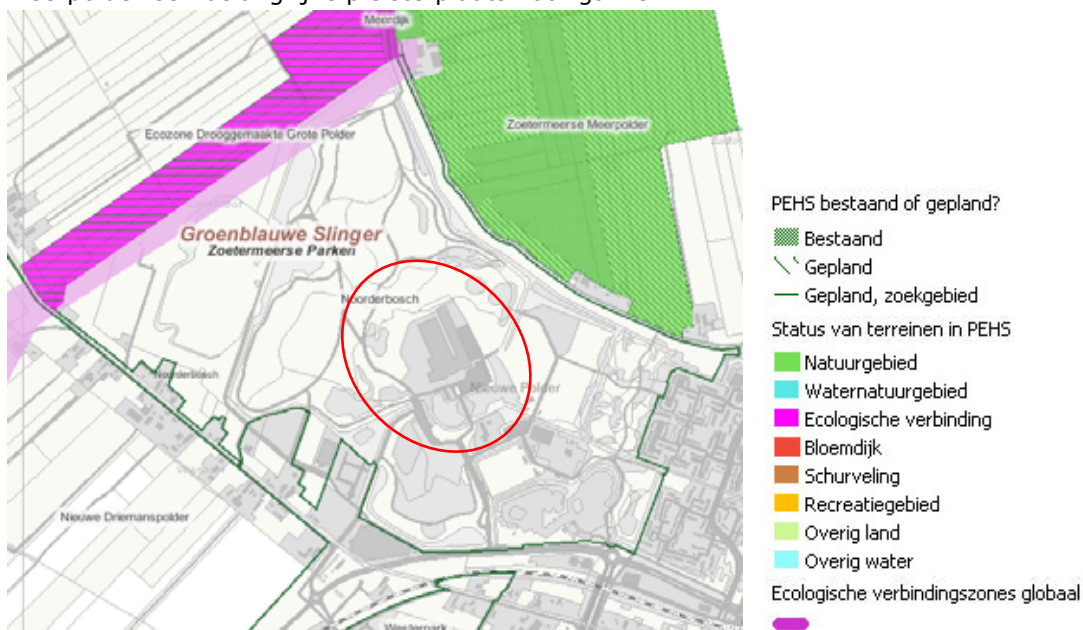 Meerdijk
Ecozone Drooggemaakte Grote Polder
Zoetermeerse Meerpolder
Groenblauwe Slinger
Zoetermeerse Parken
Noorderbosch
Nieuwe Polder
Noorderbosch
Nieuwe Driemanspolder
Westerpark
PEHS bestaand of gepland?
Bestaand
Gepland
Gepland, zoekgebied
Status van terreinen in PEHS
Natuurgebied
Waternatuurgebied
Ecologische verbinding
Bloemdijk
Schurveling
Recreatiegebied
Overig land
Overig water
Ecologische verbindingszones globaal